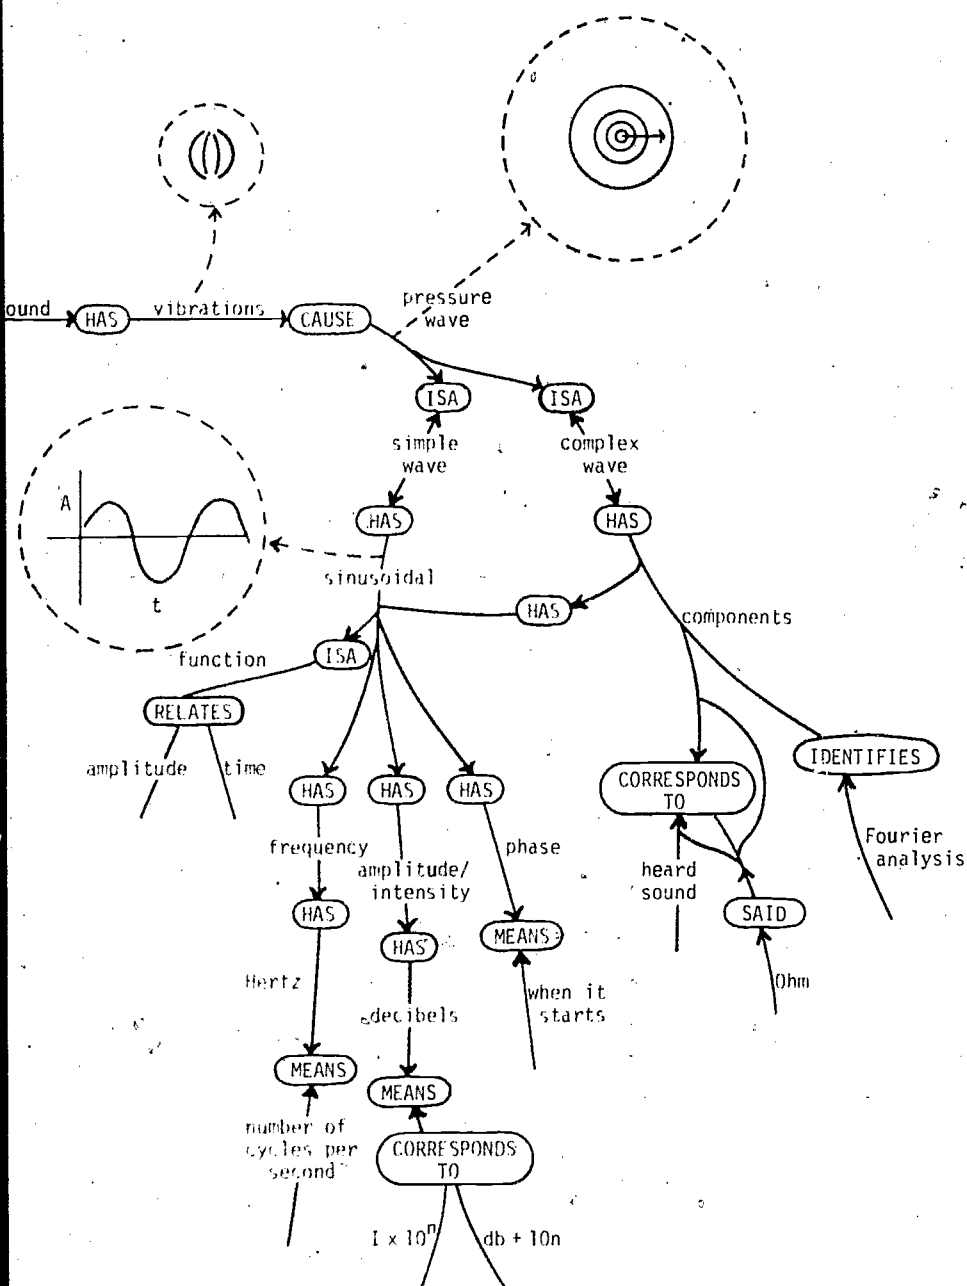 ound
HAS
vibrations
CAUSE
pressure
wave
ISA
ISA
simple
wave
complex
wave
A
t
HAS
HAS
sinusoidal
HAS
components
function
ISA
RELATES
amplitude
time
HAS
HAS
HAS
CORRESPONDS
TO
IDENTIFIES
frequency
amplitude/
intensity
phase
heard
sound
Fourier
analysis
HAS
HAS
MEANS
SAID
Hertz
decibels
when it
starts
Ohm
MEANS
MEANS
number of
cycles per
second
CORRESPONDS
TO
I x 10ⁿ
db + 10n